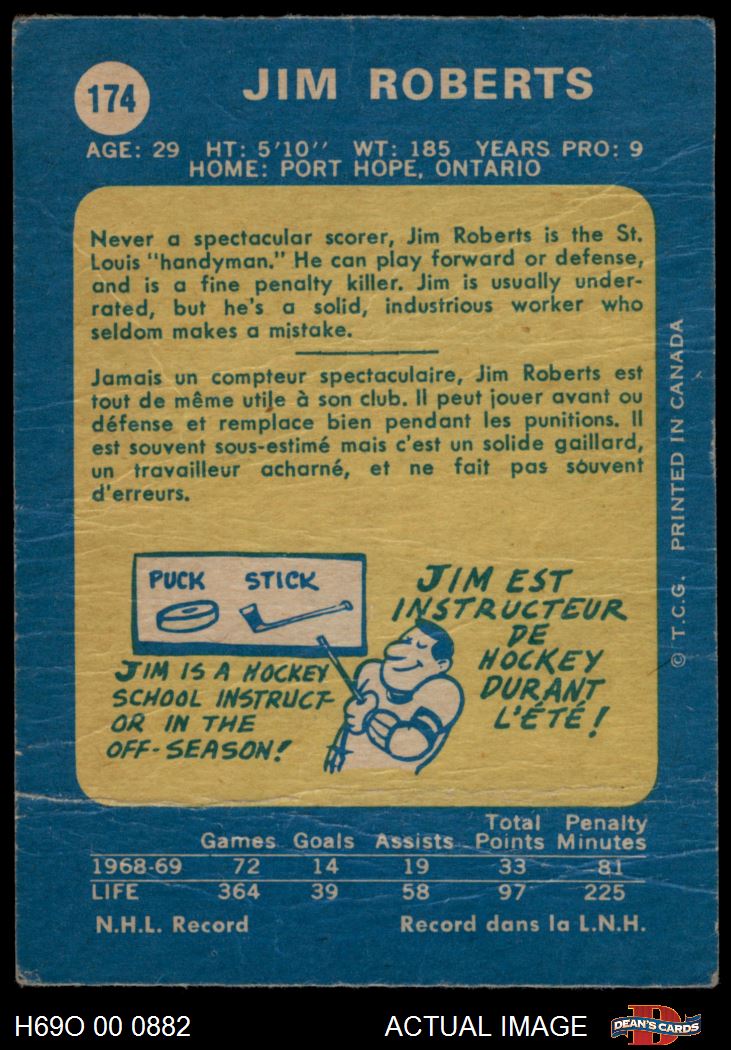 174
JIM ROBERTS
AGE: 29 HT: 5'10'' WT: 185 YEARS PRO: 9
HOME: PORT HOPE, ONTARIO
Never a spectacular scorer, Jim Roberts is the St.
Louis "handyman." He can play forward or defense,
and is a fine penalty killer. Jim is usually under-
rated, but he's a solid, industrious worker who
seldom makes a mistake.
Jamais un compteur spectaculaire, Jim Roberts est
tout de même utile à son club. Il peut jouer avant ou
défense et remplace bien pendant les punitions. Il
est souvent sous-estimé mais c'est un solide gaillard,
un travailleur acharné, et ne fait pas souvent
d'erreurs.
PUCK STICK
JIM IS A HOCKEY
SCHOOL INSTRUCT-
OR IN THE
OFF-SEASON!
JIM EST
INSTRUCTEUR
DE
HOCKEY
DURANT
L'ÉTÉ!
© T.C.G. PRINTED IN CANADA
Total Penalty
Games Goals Assists Points Minutes
1968-69 72 14 19 33 81
LIFE 364 39 58 97 225
N.H.L. Record Record dans la L.N.H.
H69O 00 0882 ACTUAL IMAGE DEAN'S CARDS